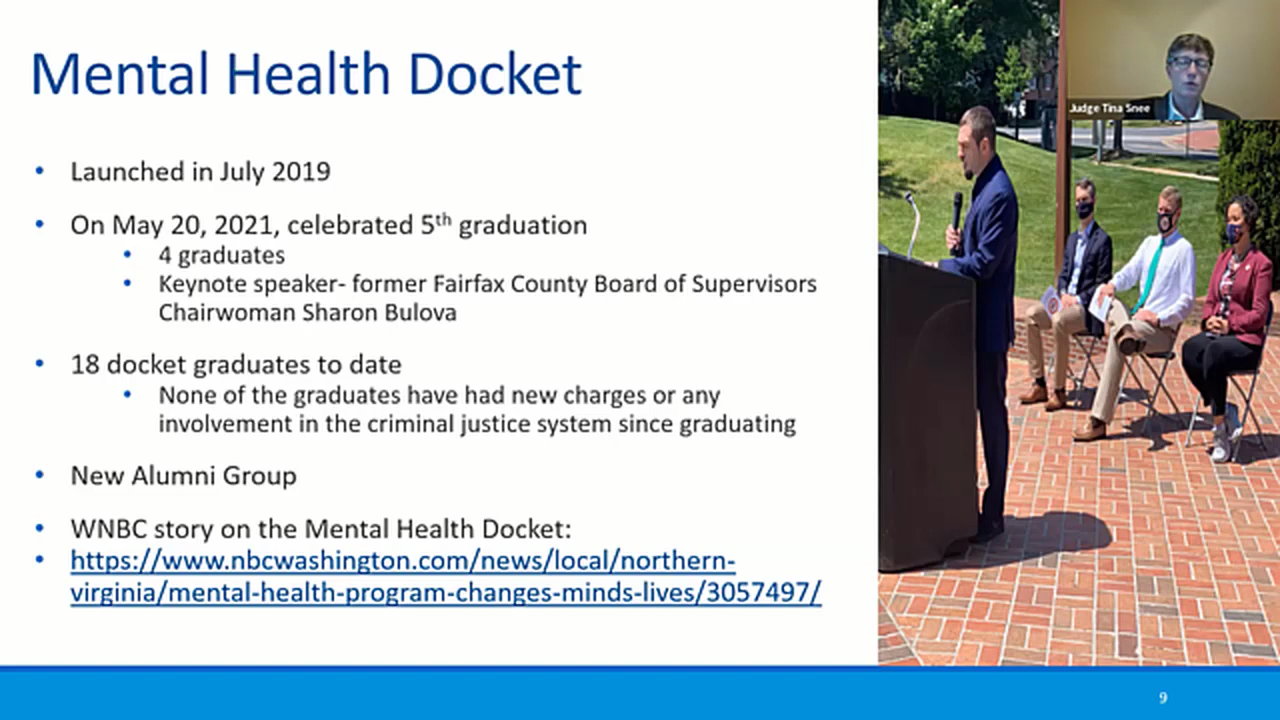 Mental Health Docket
Judge Tina Snee
• Launched in July 2019
• On May 20, 2021, celebrated 5th graduation
• 4 graduates
• Keynote speaker- former Fairfax County Board of Supervisors
Chairwoman Sharon Bulova
• 18 docket graduates to date
• None of the graduates have had new charges or any
involvement in the criminal justice system since graduating
• New Alumni Group
• WNBC story on the Mental Health Docket:
• https://www.nbcwashington.com/news/local/northern-
virginia/mental-health-program-changes-minds-lives/3057497/
9